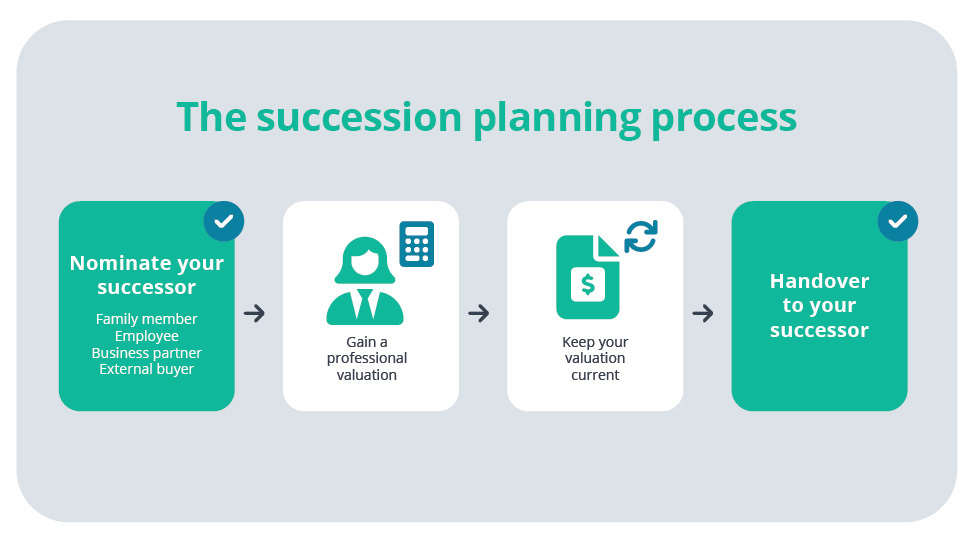 The succession planning process
Nominate your
successor
Family member
Employee
Business partner
External buyer
Gain a
professional
valuation
$
Keep your
valuation
current
Handover
to your
successor